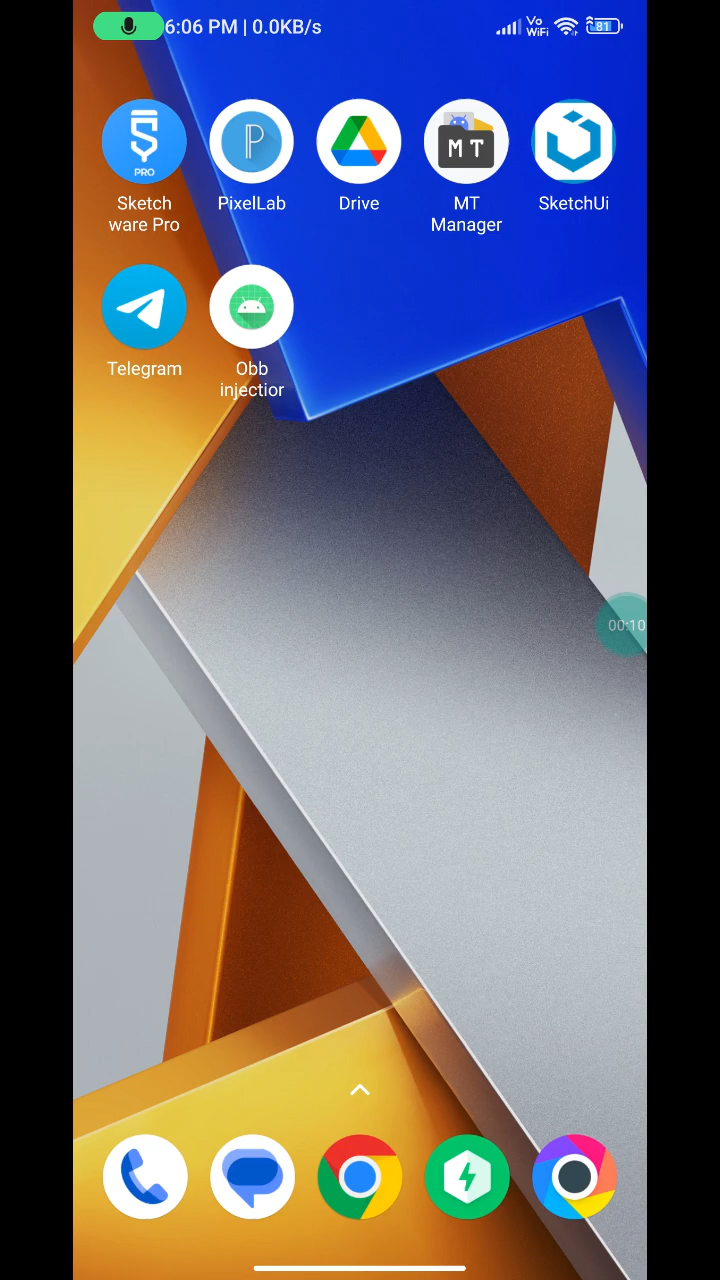 6:06 PM | 0.0KB/s
Vo
WiFi
81
PRO
P
M T
Sketch
ware Pro
PixelLab
Drive
MT
Manager
SketchUi
Telegram
Obb
injectior
00:10